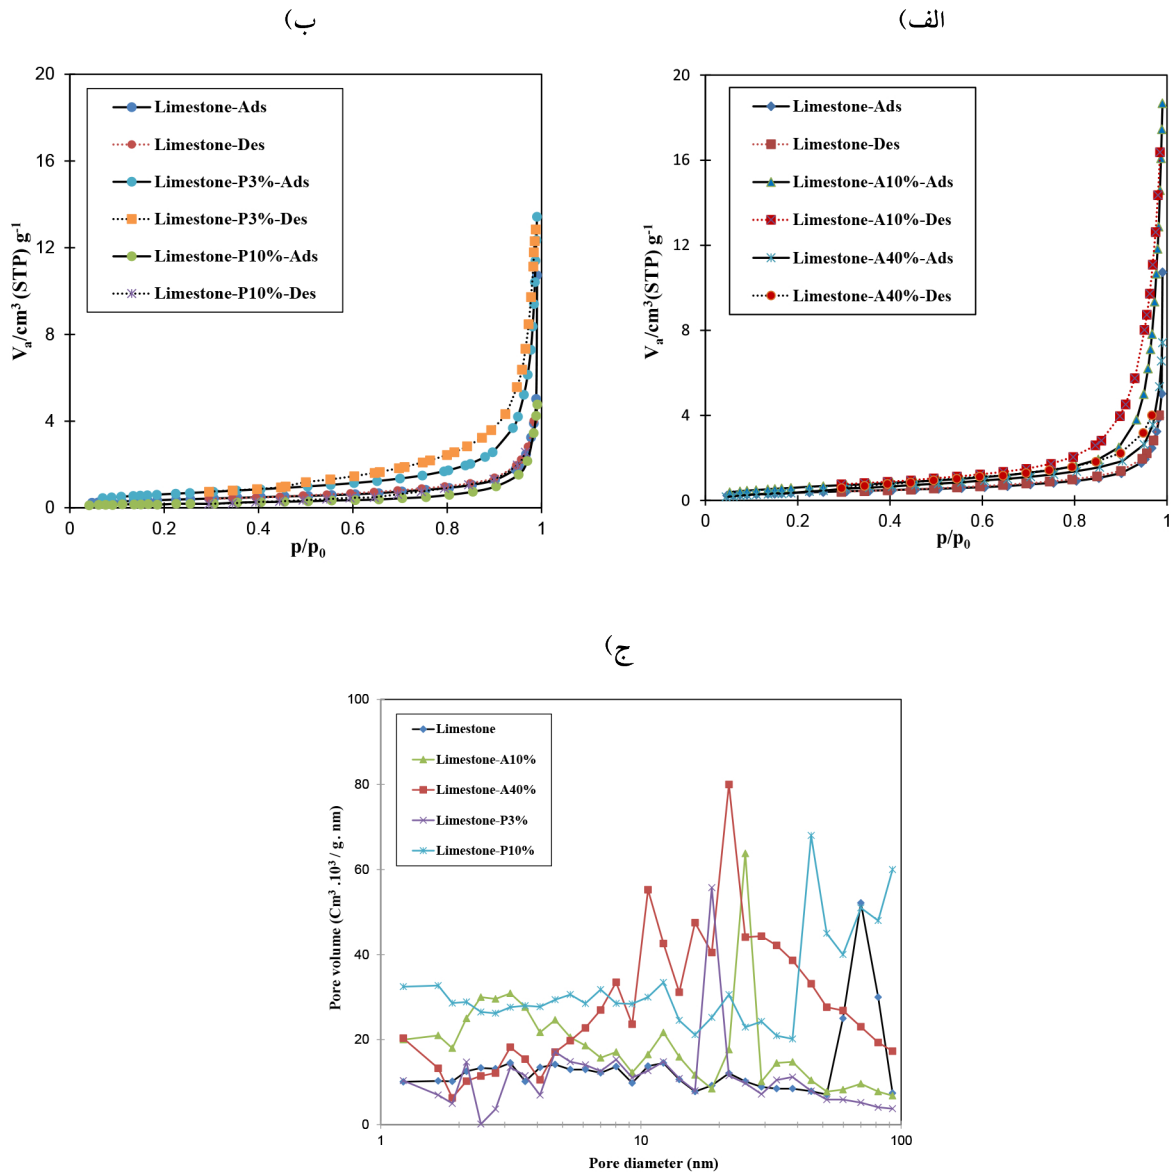 ب)
الف)
20
16
12
8
4
0
0
0.2
0.4
0.6
0.8
1
Vₐ/cm³ (STP) g⁻¹
p/p₀
Limestone-Ads
Limestone-Des
Limestone-P3%-Ads
Limestone-P3%-Des
Limestone-P10%-Ads
Limestone-P10%-Des
20
16
12
8
4
0
0
0.2
0.4
0.6
0.8
1
Vₐ/cm³(STP) g⁻¹
p/p₀
Limestone-Ads
Limestone-Des
Limestone-A10%-Ads
Limestone-A10%-Des
Limestone-A40%-Ads
Limestone-A40%-Des
ج)
100
80
60
40
20
0
1
10
100
Pore volume (Cm³ .10³ / g. nm)
Pore diameter (nm)
Limestone
Limestone-A10%
Limestone-A40%
Limestone-P3%
Limestone-P10%